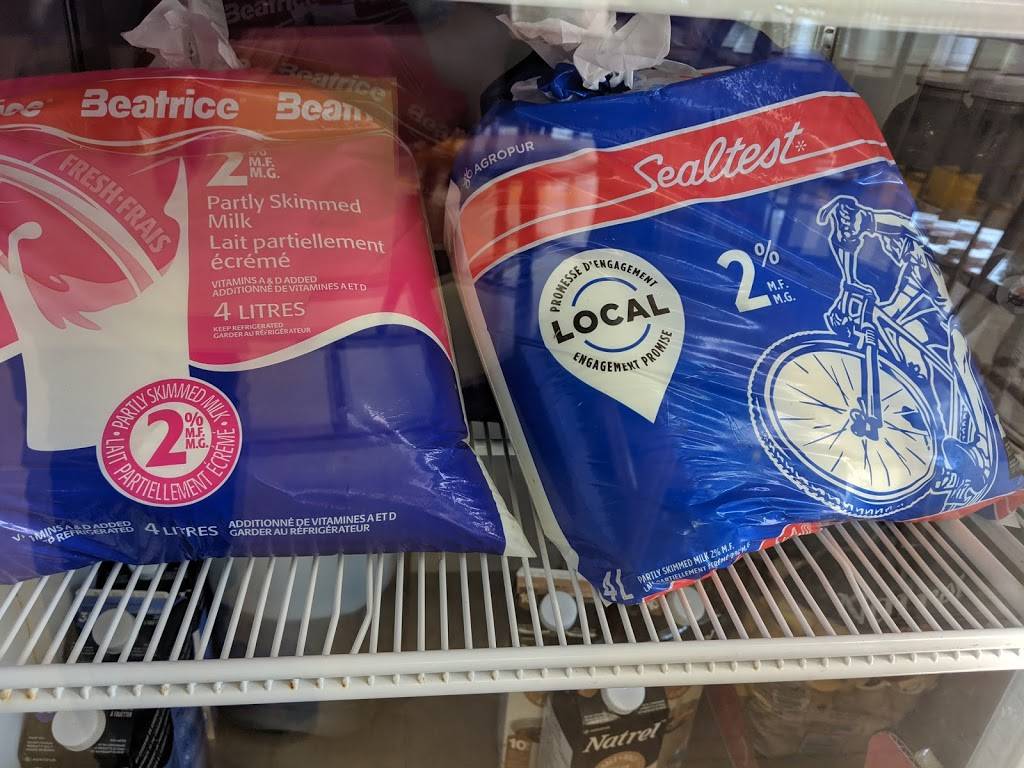 Beatrice
Beatrice
Beatrice
FRESH·FRAIS
2%
M.F.
M.G.
Partly Skimmed
Milk
Lait partiellement
écrémé
VITAMINS A & D ADDED
ADDITIONNÉ DE VITAMINES A ET D
4 LITRES
KEEP REFRIGERATED
GARDER AU RÉFRIGÉRATEUR
PARTLY SKIMMED MILK
2%
M.F.
M.G.
LAIT PARTIELLEMENT ÉCRÉMÉ
4 LITRES
ADDITIONNÉ DE VITAMINES A ET D
GARDER AU RÉFRIGÉRATEUR
AGROPUR
Sealtest*
PROMESSE D'ENGAGEMENT
LOCAL
ENGAGEMENT PROMISE
2%
M.F.
M.G.
4L
PARTLY SKIMMED MILK 2% M.F.
10
Natrel